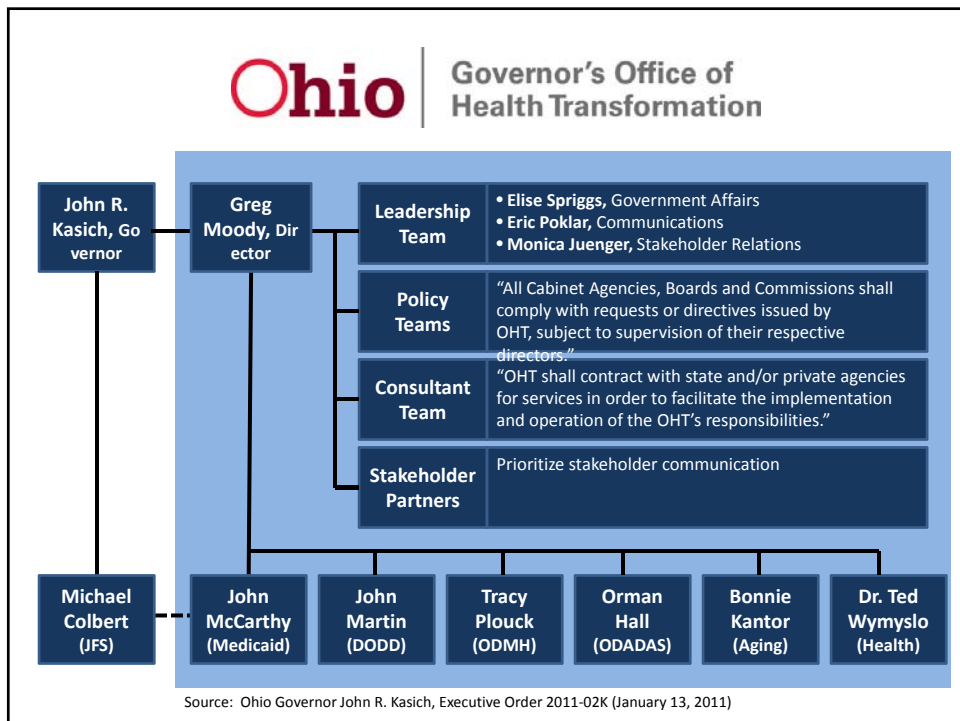 Ohio
Governor's Office of
Health Transformation
John R.
Kasich, Go
vernor
Greg
Moody, Dir
ector
Leadership
Team
• Elise Spriggs, Government Affairs
• Eric Poklar, Communications
• Monica Juenger, Stakeholder Relations
Policy
Teams
“All Cabinet Agencies, Boards and Commissions shall
comply with requests or directives issued by
OHT, subject to supervision of their respective
directors.”
Consultant
Team
“OHT shall contract with state and/or private agencies
for services in order to facilitate the implementation
and operation of the OHT’s responsibilities.”
Stakeholder
Partners
Prioritize stakeholder communication
Michael
Colbert
(JFS)
John
McCarthy
(Medicaid)
John
Martin
(DODD)
Tracy
Plouck
(ODMH)
Orman
Hall
(ODADAS)
Bonnie
Kantor
(Aging)
Dr. Ted
Wymyslo
(Health)
Source: Ohio Governor John R. Kasich, Executive Order 2011-02K (January 13, 2011)